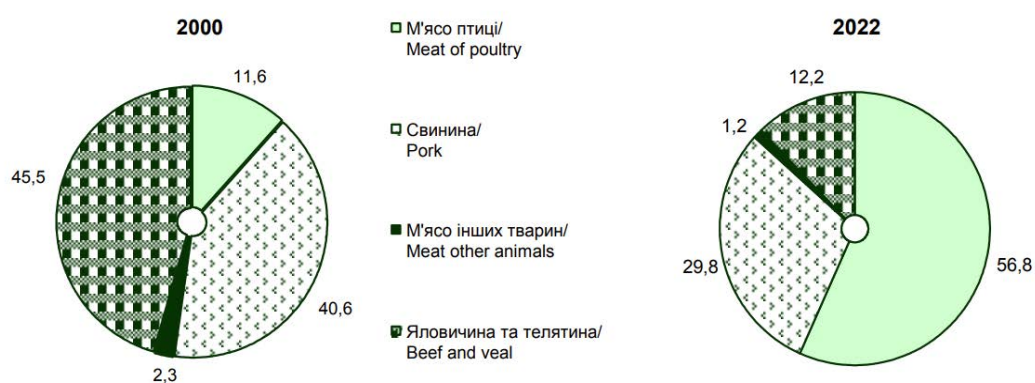 2000
11,6
40,6
2,3
45,5
М'ясо птиці/
Meat of poultry
Свинина/
Pork
М'ясо інших тварин/
Meat other animals
Яловичина та телятина/
Beef and veal
2022
12,2
1,2
29,8
56,8